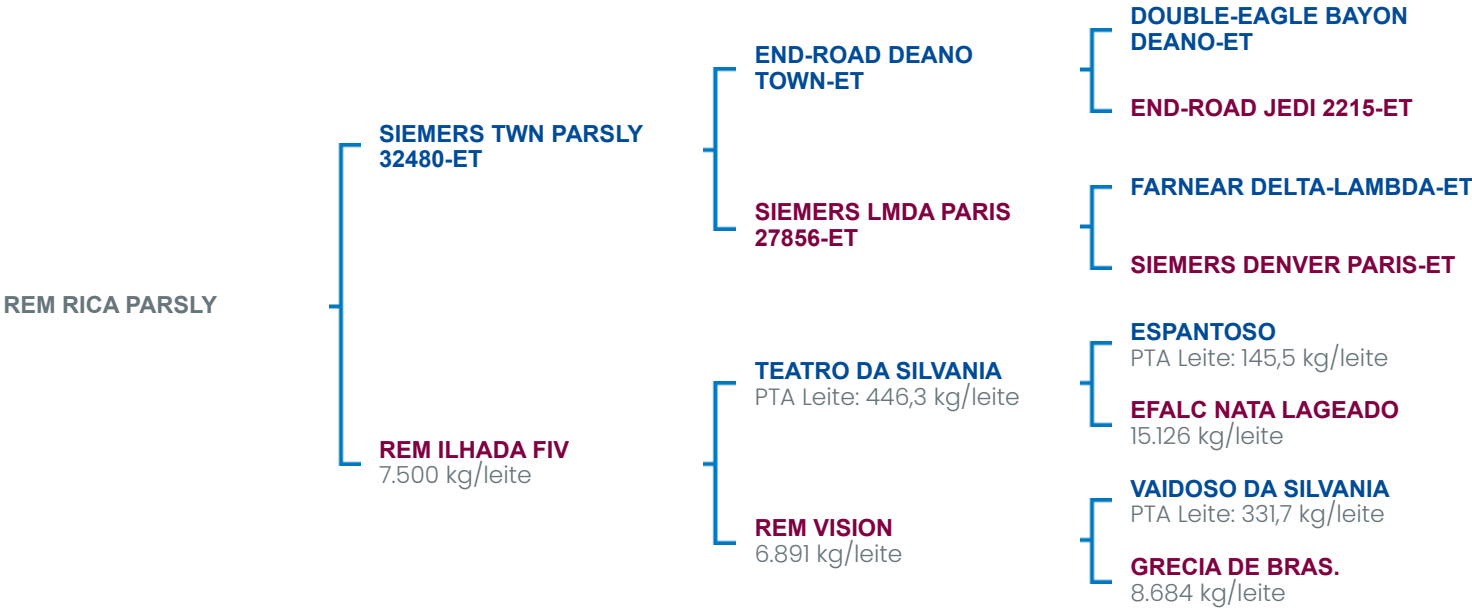 REM RICA PARSLY
SIEMERS TWN PARSLY
32480-ET
REM ILHADA FIV
7.500 kg/leite
END-ROAD DEANO
TOWN-ET
SIEMERS LMDA PARIS
27856-ET
TEATRO DA SILVANIA
PTA Leite: 446,3 kg/leite
REM VISION
6.891 kg/leite
DOUBLE-EAGLE BAYON
DEANO-ET
END-ROAD JEDI 2215-ET
FARNEAR DELTA-LAMBDA-ET
SIEMERS DENVER PARIS-ET
ESPANTOSO
PTA Leite: 145,5 kg/leite
EFALC NATA LAGEADO
15.126 kg/leite
VAIDOSO DA SILVANIA
PTA Leite: 331,7 kg/leite
GRECIA DE BRAS.
8.684 kg/leite